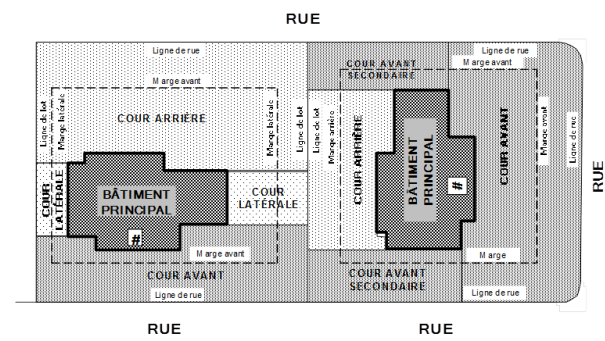 RUE
Ligne de rue
Ligne de rue
COUR AVANT
SECONDAIRE
Marge avant
Marge avant
COUR ARRIÈRE
Ligne de lot
Marge latérale
Marge latérale
Ligne de lot
Ligne de lot
Marge arrière
COUR ARRIÈRE
BÂTIMENT
PRINCIPAL
#
COUR AVANT
Marge avant
Ligne de rue
RUE
COUR
LATÉRALE
BÂTIMENT
PRINCIPAL
#
COUR
LATÉRALE
Marge avant
Marge
COUR AVANT
COUR AVANT
SECONDAIRE
Ligne de rue
Ligne de rue
RUE
RUE